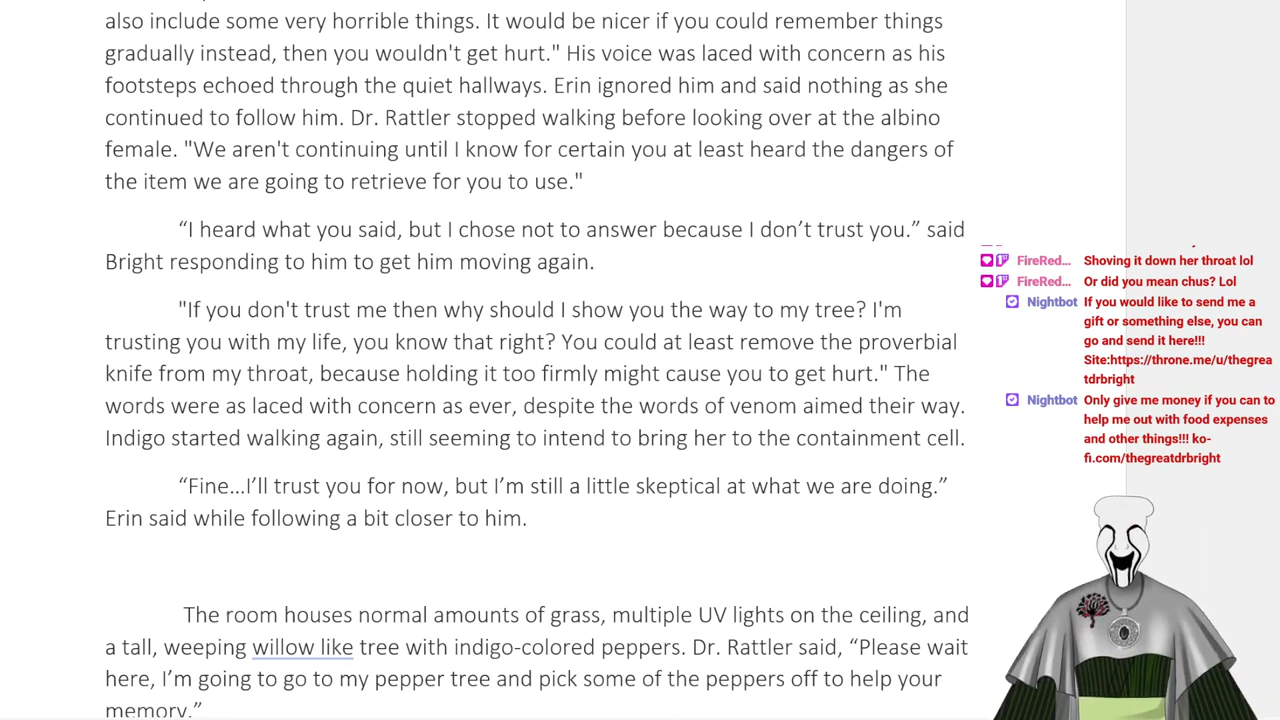 also include some very horrible things. It would be nicer if you could remember things
gradually instead, then you wouldn't get hurt." His voice was laced with concern as his
footsteps echoed through the quiet hallways. Erin ignored him and said nothing as she
continued to follow him. Dr. Rattler stopped walking before looking over at the albino
female. "We aren't continuing until I know for certain you at least heard the dangers of
the item we are going to retrieve for you to use."
“I heard what you said, but I chose not to answer because I don’t trust you.” said
Bright responding to him to get him moving again.
"If you don't trust me then why should I show you the way to my tree? I'm
trusting you with my life, you know that right? You could at least remove the proverbial
knife from my throat, because holding it too firmly might cause you to get hurt." The
words were as laced with concern as ever, despite the words of venom aimed their way.
Indigo started walking again, still seeming to intend to bring her to the containment cell.
“Fine…I’ll trust you for now, but I’m still a little skeptical at what we are doing.”
Erin said while following a bit closer to him.
The room houses normal amounts of grass, multiple UV lights on the ceiling, and
a tall, weeping willow like tree with indigo-colored peppers. Dr. Rattler said, “Please wait
here, I’m going to go to my pepper tree and pick some of the peppers off to help your
memory.”
FireRed... Shoving it down her throat lol
FireRed... Or did you mean chus? Lol
Nightbot If you would like to send me a
gift or something else, you can
go and send it here!!!
Site:https://throne.me/u/thegrea
tdrbright
Nightbot Only give me money if you can to
help me out with food expenses
and other things!!! ko-
fi.com/thegreatdrbright